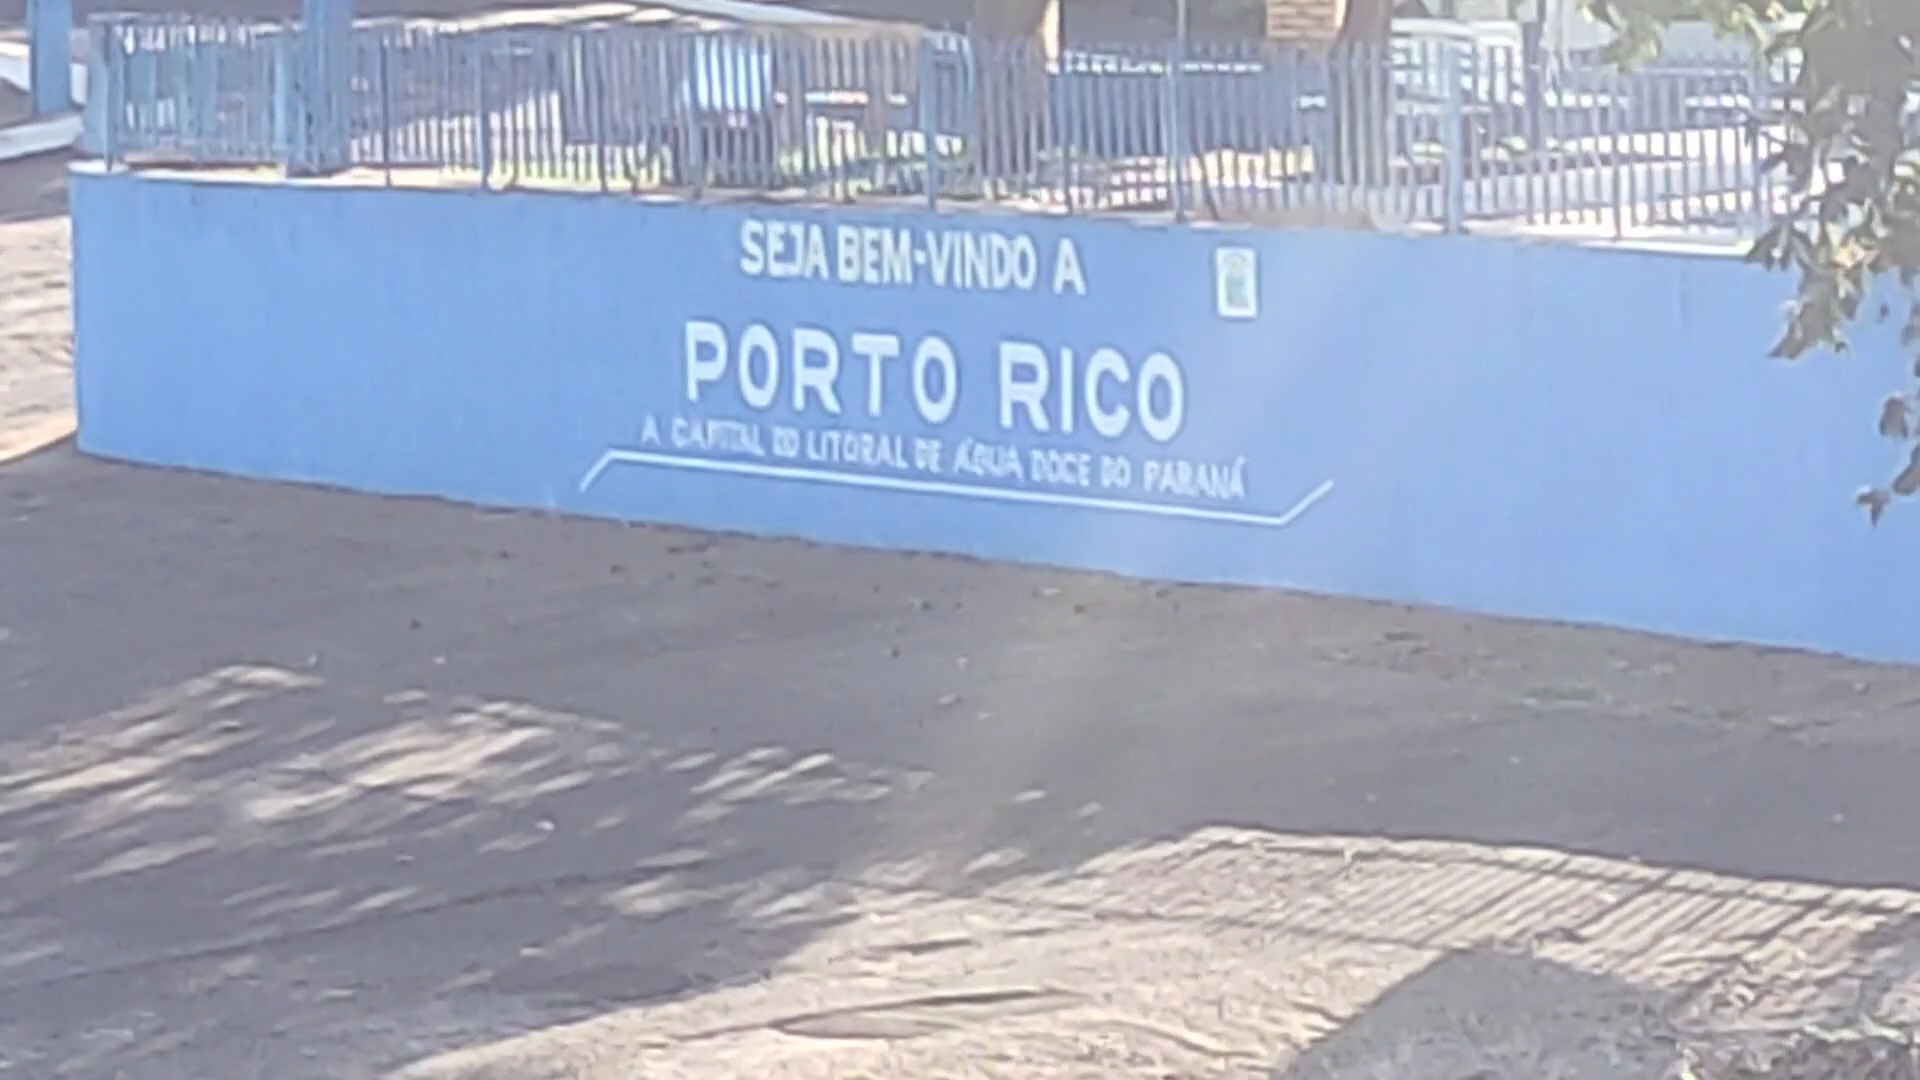 SEJA BEM-VINDO A
PORTO RICO
A CAPITAL DO LITORAL DE ÁGUA DOCE DO PARANÁ